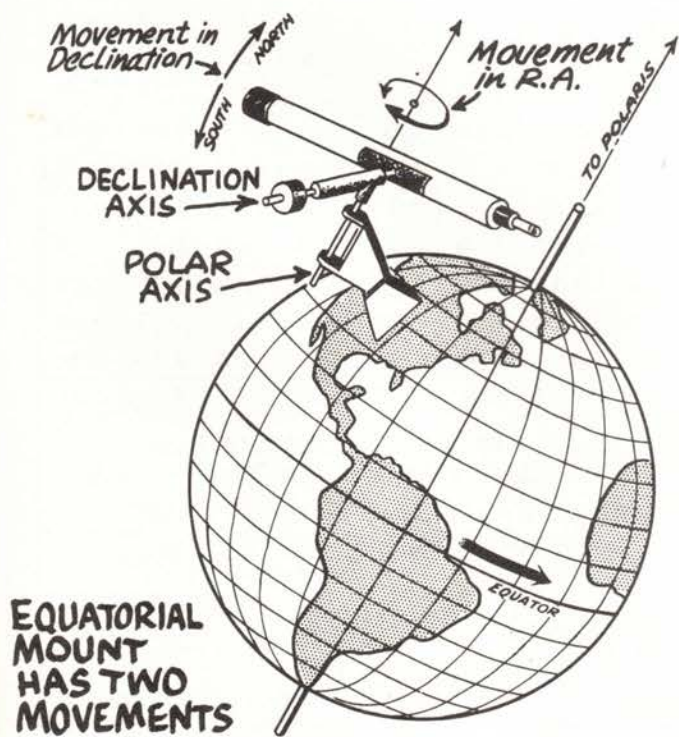 Movement in
Declination
NORTH
SOUTH
Movement
in R.A.
TO POLARIS
DECLINATION
AXIS
POLAR
AXIS
EQUATOR
EQUATORIAL
MOUNT
HAS TWO
MOVEMENTS